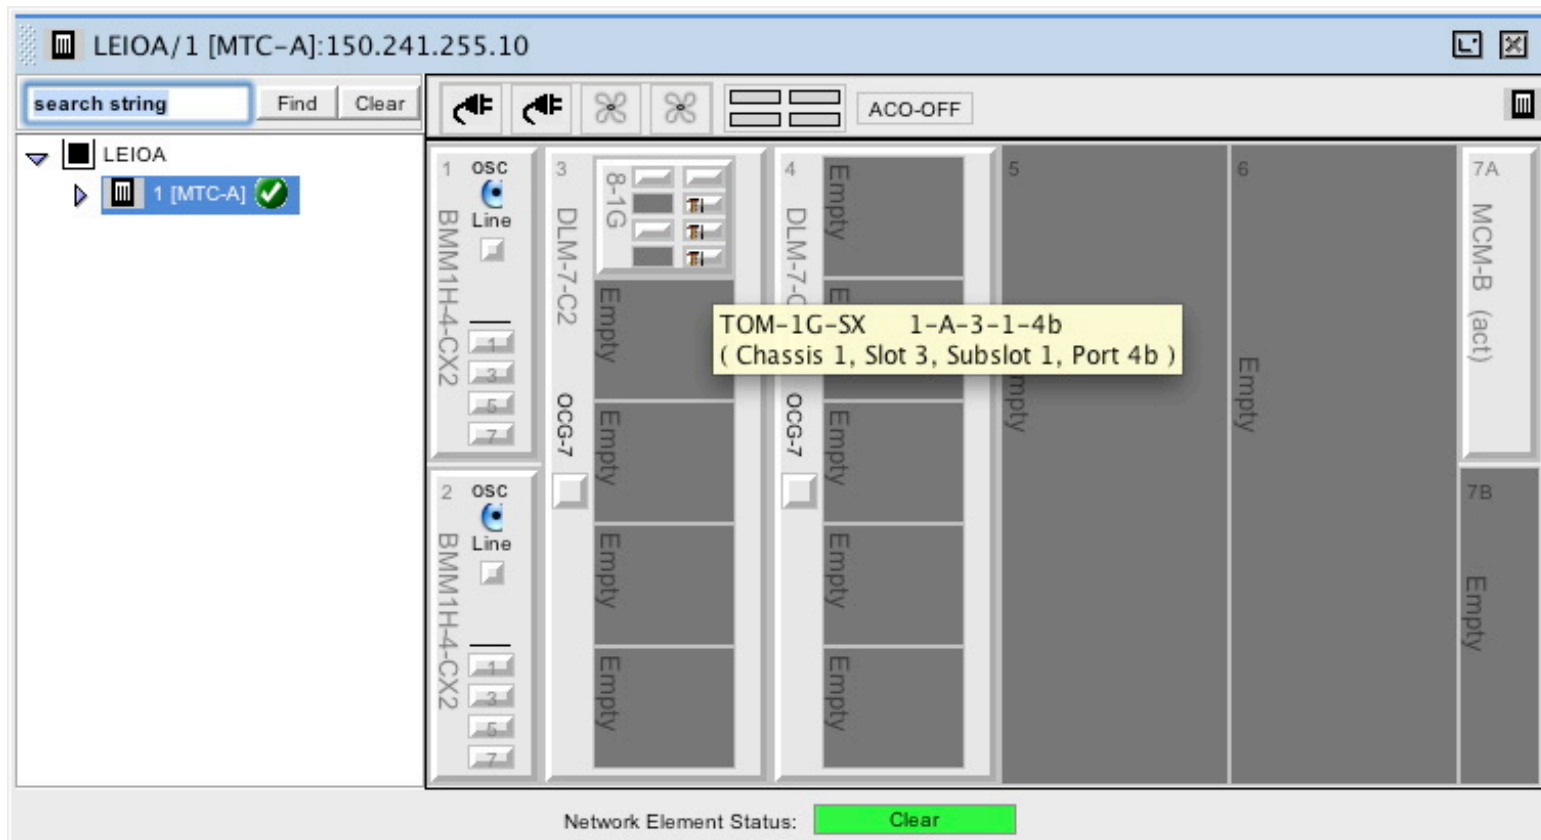 LEIOA/1 [MTC-A]:150.241.255.10
search string
Find
Clear
ACO-OFF
LEIOA
1 [MTC-A]
1
OSC
Line
BMM1H-4-CX2
1
3
5
7
2
OSC
Line
BMM1H-4-CX2
1
3
5
7
3
DLM-7-C2
OCG-7
8-1G
Empty
Empty
Empty
Empty
4
DLM-7-C
OCG-7
Empty
E
Empty
Empty
Empty
TOM-1G-SX 1-A-3-1-4b
( Chassis 1, Slot 3, Subslot 1, Port 4b )
5
mpty
6
Empty
7A
MCM-B (act)
7B
Empty
Network Element Status:
Clear